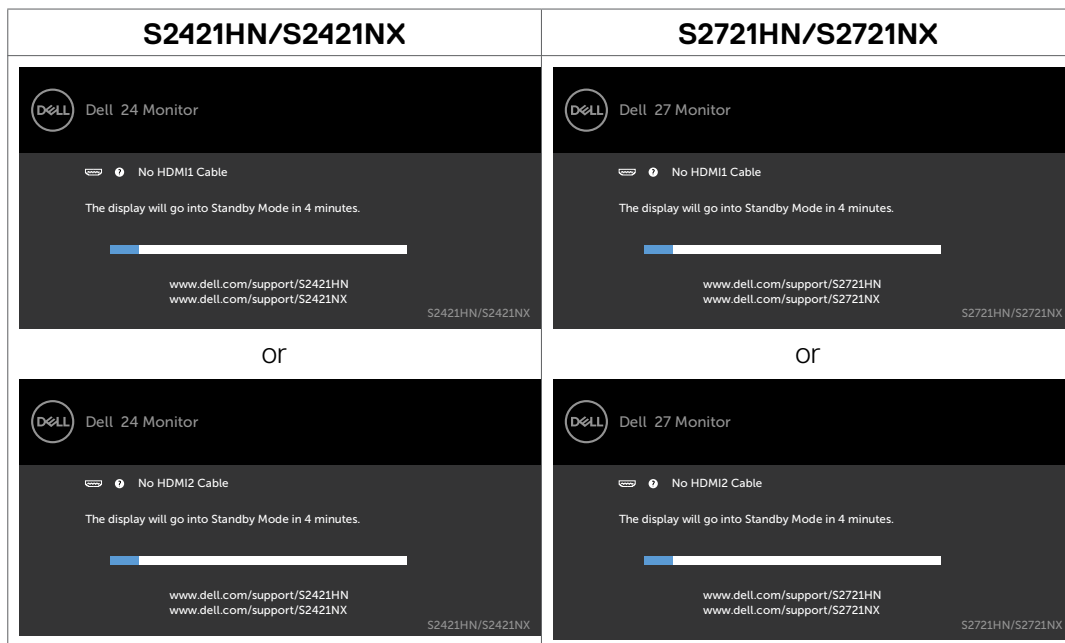 S2421HN/S2421NX
S2721HN/S2721NX
DELL Dell 24 Monitor
No HDMI1 Cable
The display will go into Standby Mode in 4 minutes.
www.dell.com/support/S2421HN
www.dell.com/support/S2421NX
S2421HN/S2421NX
DELL Dell 27 Monitor
? No HDMI1 Cable
The display will go into Standby Mode in 4 minutes.
www.dell.com/support/S2721HN
www.dell.com/support/S2721NX
S2721HN/S2721NX
or
or
DELL Dell 24 Monitor
? No HDMI2 Cable
The display will go into Standby Mode in 4 minutes.
www.dell.com/support/S2421HN
www.dell.com/support/S2421NX
S2421HN/S2421NX
DELL Dell 27 Monitor
? No HDMI2 Cable
The display will go into Standby Mode in 4 minutes.
www.dell.com/support/S2721HN
www.dell.com/support/S2721NX
S2721HN/S2721NX